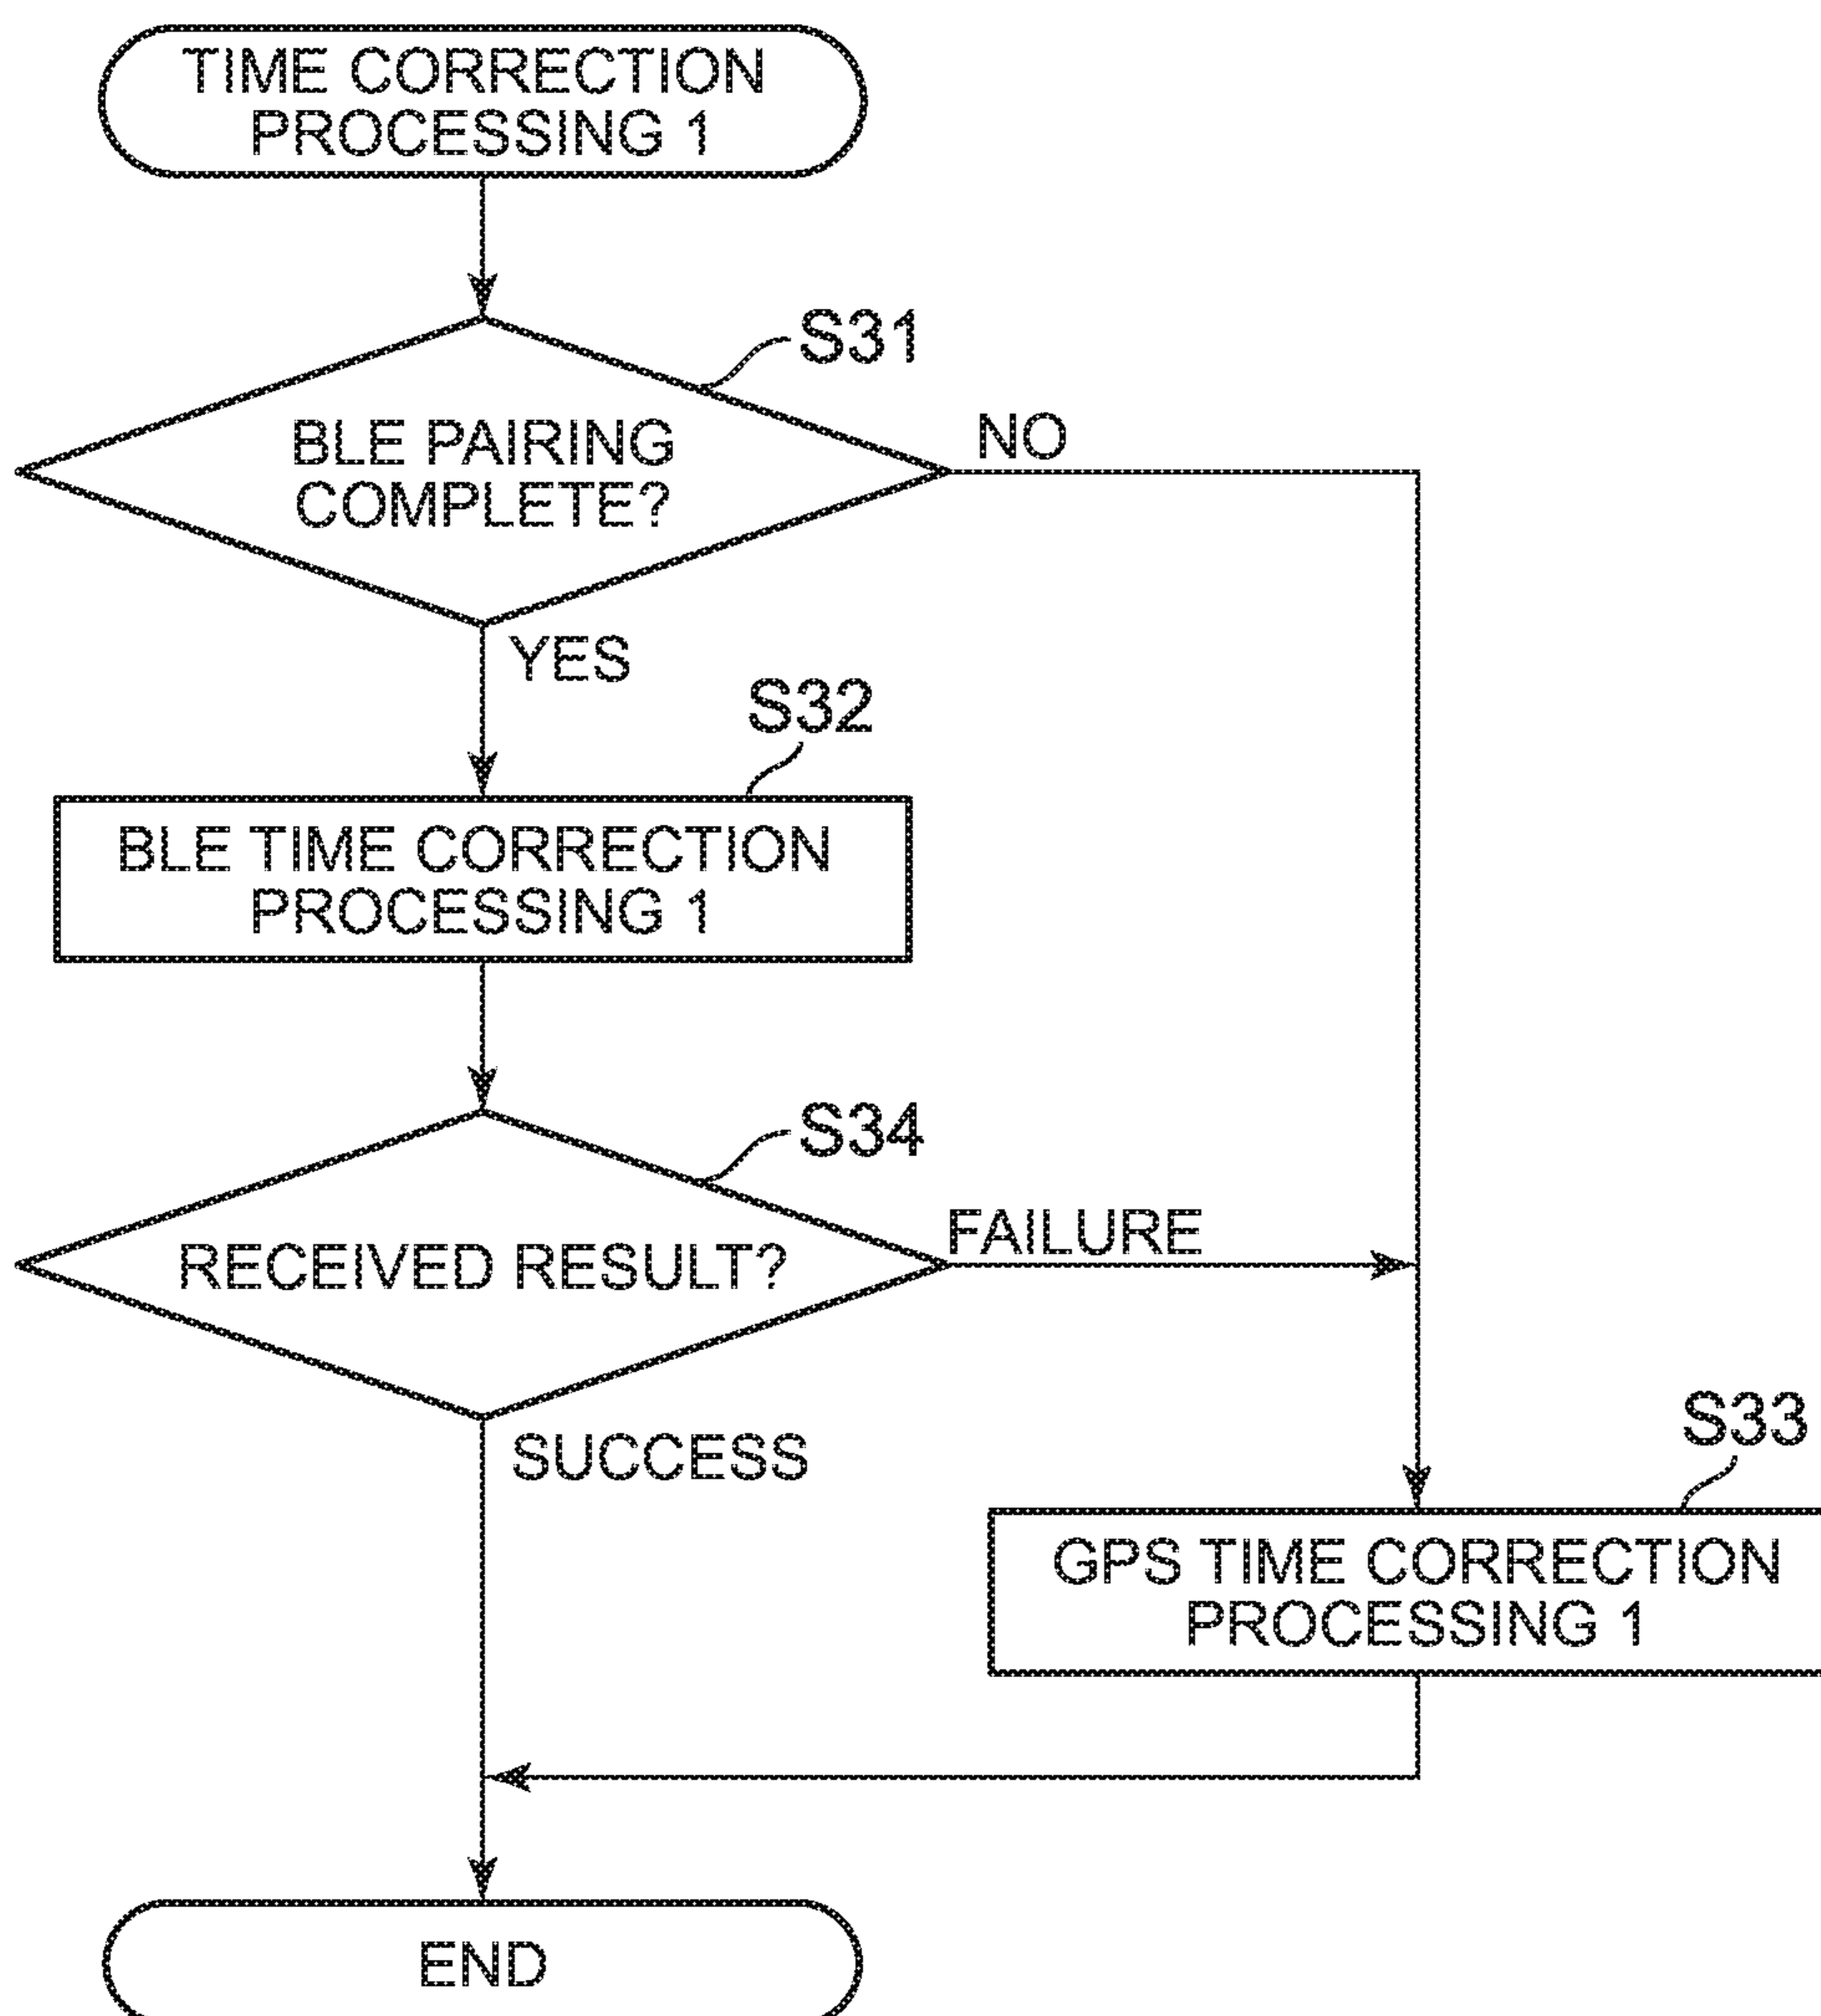 TIME CORRECTION
PROCESSING 1
S31
BLE PAIRING
COMPLETE?
NO
YES
S32
BLE TIME CORRECTION
PROCESSING 1
S34
RECEIVED RESULT?
FAILURE
SUCCESS
S33
GPS TIME CORRECTION
PROCESSING 1
END